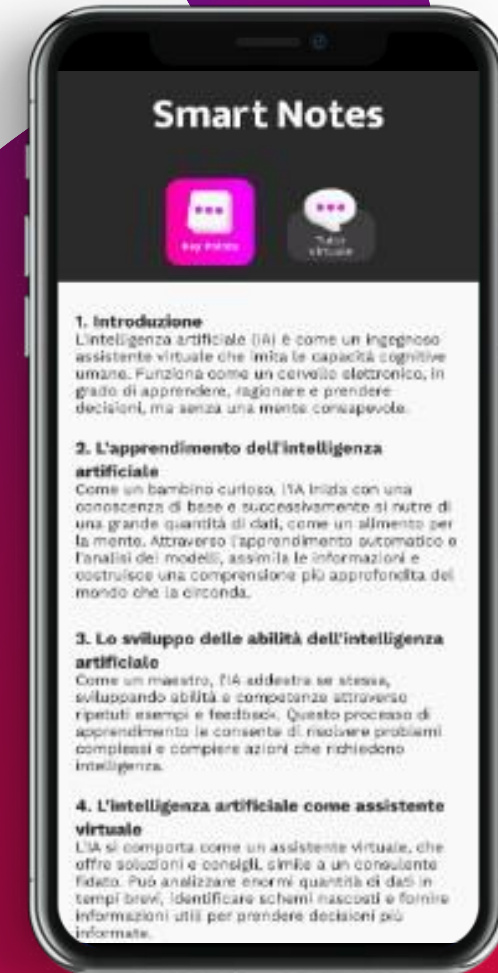 Smart Notes
Key Points
Tutor
virtuale
1. Introduzione
L'intelligenza artificiale (IA) è come un ingegnoso
assistente virtuale che imita le capacità cognitive
umane. Funziona come un cervello elettronico, in
grado di apprendere, ragionare e prendere
decisioni, ma senza una mente consapevole.
2. L'apprendimento dell'intelligenza
artificiale
Come un bambino curioso, l'IA inizia con una
conoscenza di base e successivamente si nutre di
una grande quantità di dati, come un alimento per
la mente. Attraverso l'apprendimento automatico e
l'analisi dei modelli, assimila le informazioni e
costruisce una comprensione più approfondita del
mondo che la circonda.
3. Lo sviluppo delle abilità dell'intelligenza
artificiale
Come un maestro, l'IA addestra se stessa,
sviluppando abilità e competenze attraverso
ripetuti esempi e feedback. Questo processo di
apprendimento le consente di risolvere problemi
complessi e compiere azioni che richiedono
intelligenza.
4. L'intelligenza artificiale come assistente
virtuale
L'IA si comporta come un assistente virtuale, che
offre soluzioni e consigli, simile a un consulente
fidato. Può analizzare enormi quantità di dati in
tempi brevi, identificare schemi nascosti e fornire
informazioni utili per prendere decisioni più
informate.